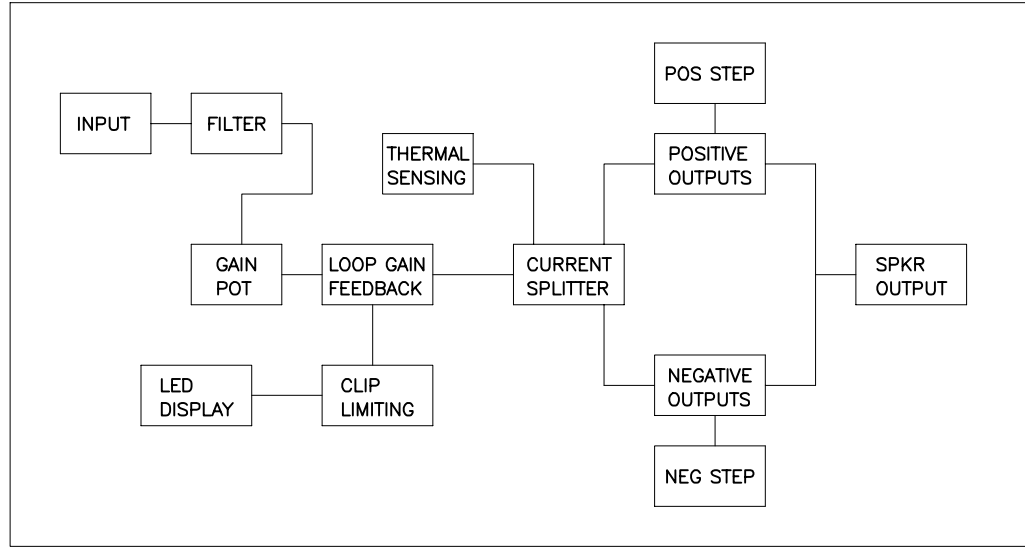 POS STEP
INPUT
FILTER
THERMAL
SENSING
POSITIVE
OUTPUTS
GAIN
POT
LOOP GAIN
FEEDBACK
CURRENT
SPLITTER
SPKR
OUTPUT
LED
DISPLAY
CLIP
LIMITING
NEGATIVE
OUTPUTS
NEG STEP